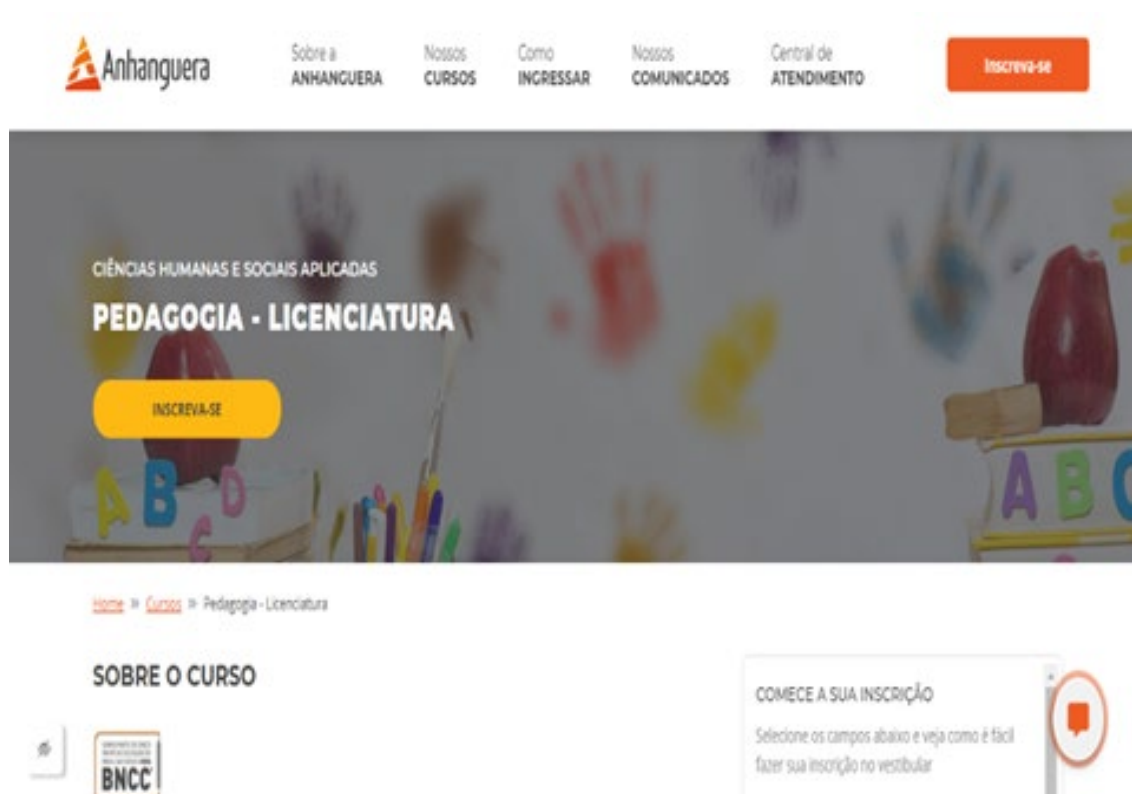 Anhanguera
Sobre a
ANHANGUERA
Nossos
CURSOS
Como
INGRESSAR
Nossos
COMUNICADOS
Central de
ATENDIMENTO
Inscreva-se
CIÊNCIAS HUMANAS E SOCIAIS APLICADAS
PEDAGOGIA - LICENCIATURA
INSCREVA-SE
A B C D
A B C
Home » Cursos » Pedagogia - Licenciatura
SOBRE O CURSO
BNCC
COMECE A SUA INSCRIÇÃO
Selecione os campos abaixo e veja como é fácil
fazer sua inscrição no vestibular